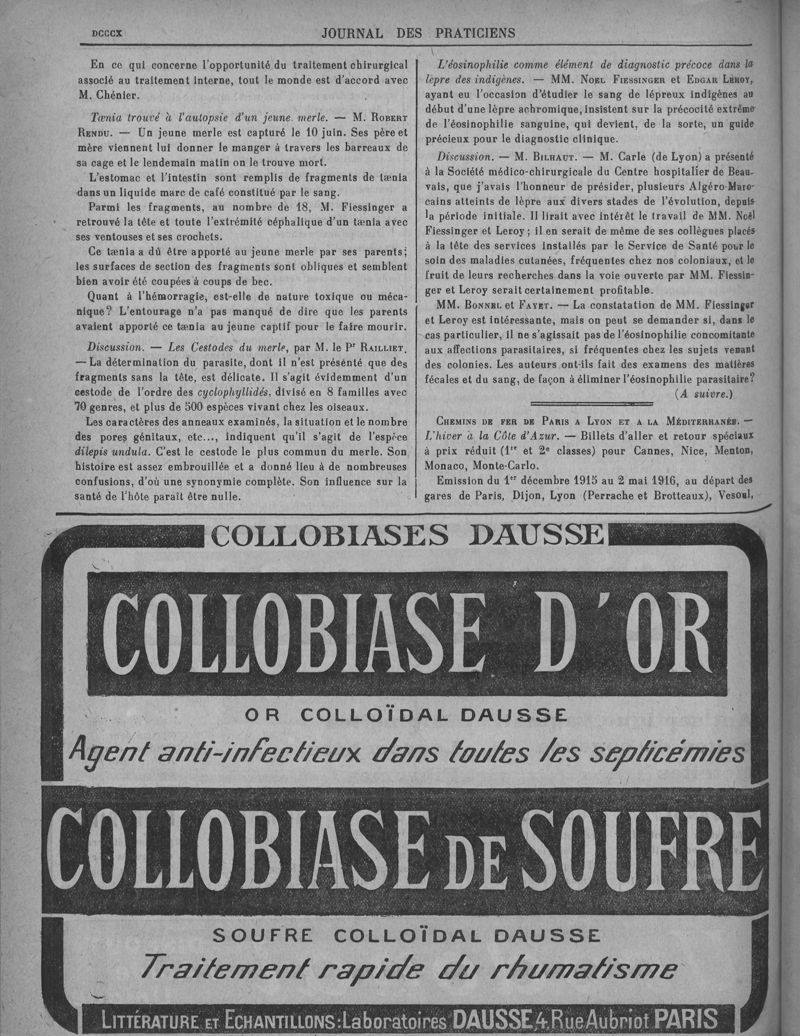 DCCCX
JOURNAL DES PRATICIENS
En ce qui concerne l'opportunité du traitement chirurgical
associé au traitement interne, tout le monde est d'accord avec
M. Chénier.
Tænia trouvé à l'autopsie d'un jeune merle. — M. ROBERT
RENDU. — Un jeune merle est capturé le 10 juin. Ses père et
mère viennent lui donner le manger à travers les barreaux de
sa cage et le lendemain matin on le trouve mort.
L'estomac et l'intestin sont remplis de fragments de tænia
dans un liquide marc de café constitué par le sang.
Parmi les fragments, au nombre de 18, M. Fiessinger a
retrouvé la tête et toute l'extrémité céphalique d'un tænia avec
ses ventouses et ses crochets.
Ce tænia a dû être apporté au jeune merle par ses parents;
les surfaces de section des fragments sont obliques et semblent
bien avoir été coupées à coups de bec.
Quant à l'hémorragie, est-elle de nature toxique ou méca-
nique? L'entourage n'a pas manqué de dire que les parents
avaient apporté ce tænia au jeune captif pour le faire mourir.
Discussion. — Les Cestodes du merle, par M. le Pr RAILLIET.
— La détermination du parasite, dont il n'est présénté que des
fragments sans la tête, est délicate. Il s'agit évidemment d'un
cestode de l'ordre des cyclophyllidés, divisé en 8 familles avec
70 genres, et plus de 500 espèces vivant chez les oiseaux.
Les caractères des anneaux examinés, la situation et le nombre
des pores génitaux, etc..., indiquent qu'il s'agit de l'espèce
dilepis undula. C'est le cestode le plus commun du merle. Son
histoire est assez embrouillée et a donné lieu à de nombreuses
confusions, d'où une synonymie complète. Son influence sur la
santé de l'hôte paraît être nulle.
L'éosinophilie comme élément de diagnostic précoce dans la
lèpre des indigènes. — MM. NOEL FIESSINGER et EDGAR LEROY,
ayant eu l'occasion d'étudier le sang de lépreux indigènes au
début d'une lèpre achromique, insistent sur la précocité extrême
de l'éosinophilie sanguine, qui devient, de la sorte, un guide
précieux pour le diagnostic clinique.
Discussion. — M. BILHAUT. — M. Carle (de Lyon) a présenté
à la Société médico-chirurgicale du Centre hospitalier de Beau-
vais, que j'avais l'honneur de présider, plusieurs Algéro-Maro-
cains atteints de lèpre aux divers stades de l'évolution, depuis
la période initiale. Il lirait avec intérêt le travail de MM. Noël
Fiessinger et Leroy; il en serait de même de ses collègues placés
à la tête des services installés par le Service de Santé pour le
soin des maladies cutanées, fréquentes chez nos coloniaux, et le
fruit de leurs recherches dans la voie ouverte par MM. Fiessin-
ger et Leroy serait certainement profitable.
MM. BONNEL et FAYET. — La constatation de MM. Fiessinger
et Leroy est intéressante, mais on peut se demander si, dans le
cas particulier, il ne s'agissait pas de l'éosinophilie concomitante
aux affections parasitaires, si fréquentes chez les sujets venant
des colonies. Les auteurs ont-ils fait des examens des matières
fécales et du sang, de façon à éliminer l'éosinophilie parasitaire?
(A suivre.)
CHEMINS DE FER DE PARIS A LYON ET A LA MÉDITERRANÉE. —
L'hiver à la Côte d'Azur. — Billets d'aller et retour spéciaux
à prix réduit (1re et 2e classes) pour Cannes, Nice, Menton,
Monaco, Monte-Carlo.
Emission du 1er décembre 1915 au 2 mai 1916, au départ des
gares de Paris, Dijon, Lyon (Perrache et Brotteaux), Vesoul,
COLLOBIASES DAUSSE
COLLOBIASE D'OR
OR COLLOÏDAL DAUSSE
Agent anti-infectieux dans toutes les septicémies
COLLOBIASE DE SOUFRE
SOUFRE COLLOÏDAL DAUSSE
Traitement rapide du rhumatisme
LITTÉRATURE ET ECHANTILLONS: Laboratoires DAUSSE 4, Rue Aubriot PARIS